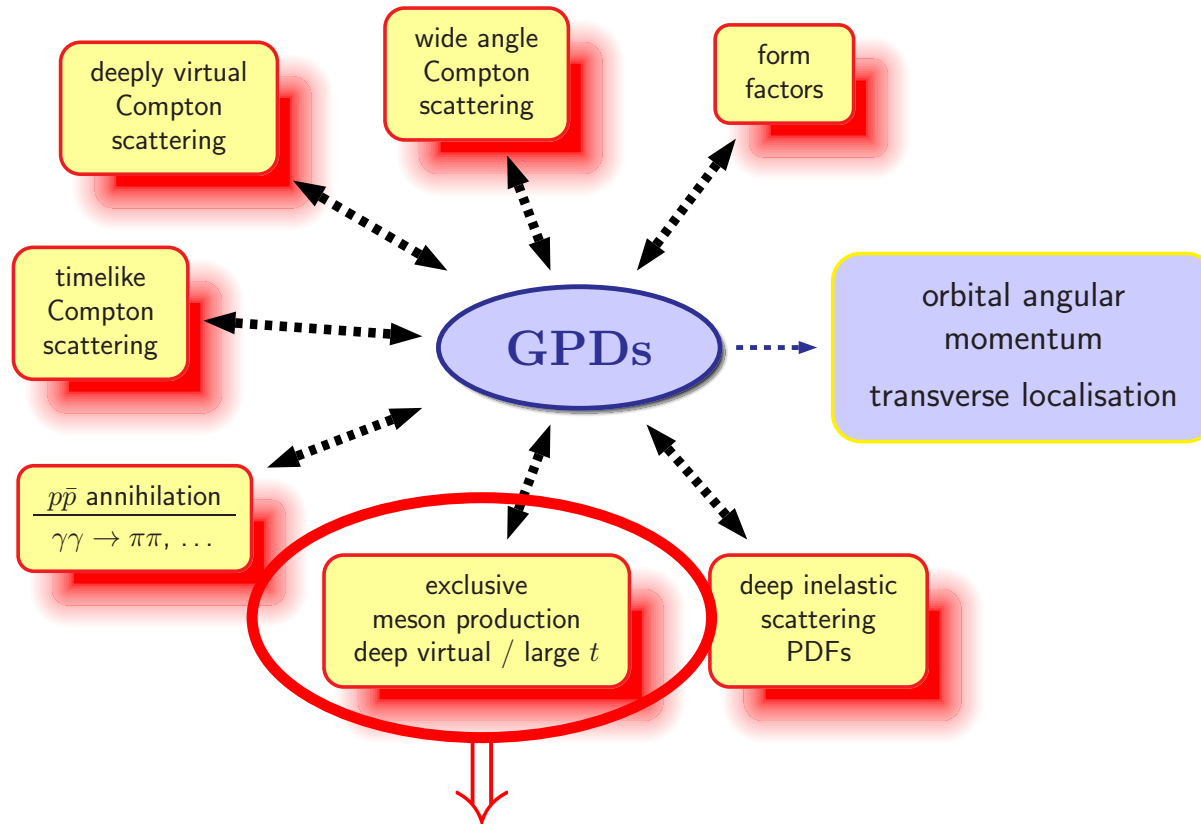 deeply virtual
Compton
scattering
wide angle
Compton
scattering
form
factors
timelike
Compton
scattering
GPDs
orbital angular
momentum
transverse localisation
pp̄ annihilation
γγ → ππ, …
exclusive
meson production
deep virtual / large t
deep inelastic
scattering
PDFs